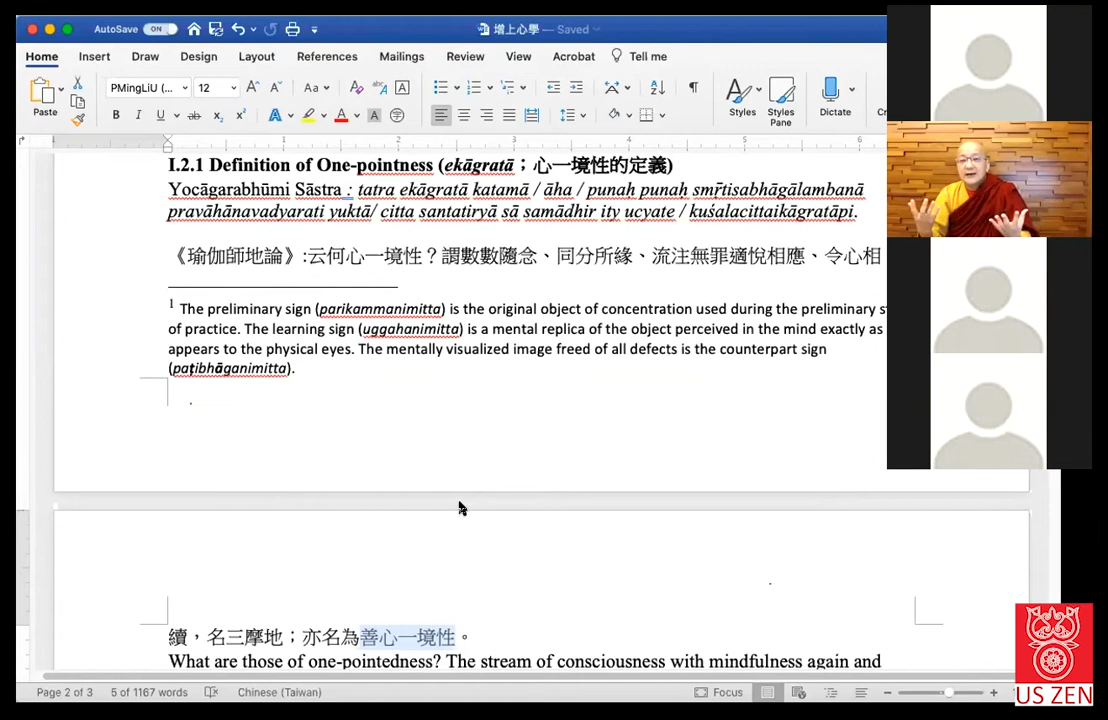 AutoSave ON 增上心學 — Saved
Home Insert Draw Design Layout References Mailings Review View Acrobat Tell me
Paste PMingLiU (... 12 Aa Styles Styles Pane Dictate
I.2.1 Definition of One-pointness (ekāgratā；心一境性的定義)
Yocāgarabhūmi Sāstra : tatra ekāgratā katamā / āha / punaḥ punaḥ smṝtisabhāgālambanā
pravāhānavadyarati yuktā/ citta santatiryā sā samādhir ity ucyate / kuśalacittaikāgratāpi.
《瑜伽師地論》:云何心一境性？謂數數隨念、同分所緣、流注無罪適悅相應、令心相
1 The preliminary sign (parikammanimitta) is the original object of concentration used during the preliminary
of practice. The learning sign (uggahanimitta) is a mental replica of the object perceived in the mind exactly as
appears to the physical eyes. The mentally visualized image freed of all defects is the counterpart sign
(paṭibhāganimitta).
續，名三摩地；亦名為善心一境性。
What are those of one-pointedness? The stream of consciousness with mindfulness again and
Page 2 of 3 5 of 1167 words Chinese (Taiwan) Focus
US ZEN